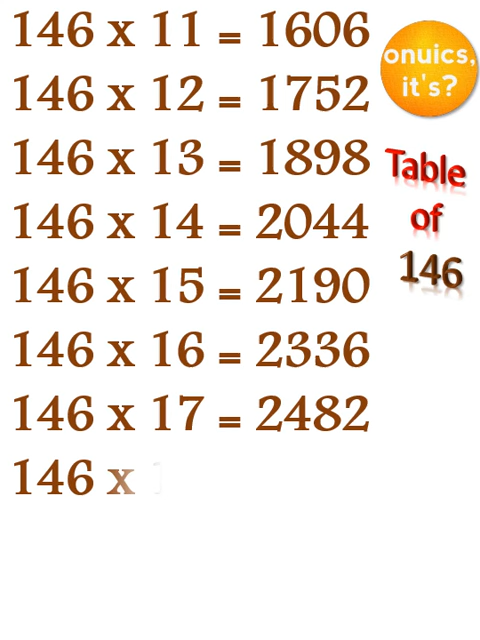 146 x 11 = 1606
146 x 12 = 1752
146 x 13 = 1898
146 x 14 = 2044
146 x 15 = 2190
146 x 16 = 2336
146 x 17 = 2482
146 x
onuics,
it's?
Table
of
146